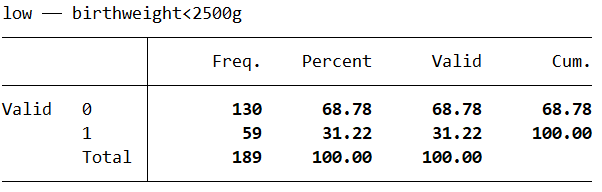 low — birthweight<2500g
Freq. Percent Valid Cum.
Valid 0 130 68.78 68.78 68.78
1 59 31.22 31.22 100.00
Total 189 100.00 100.00